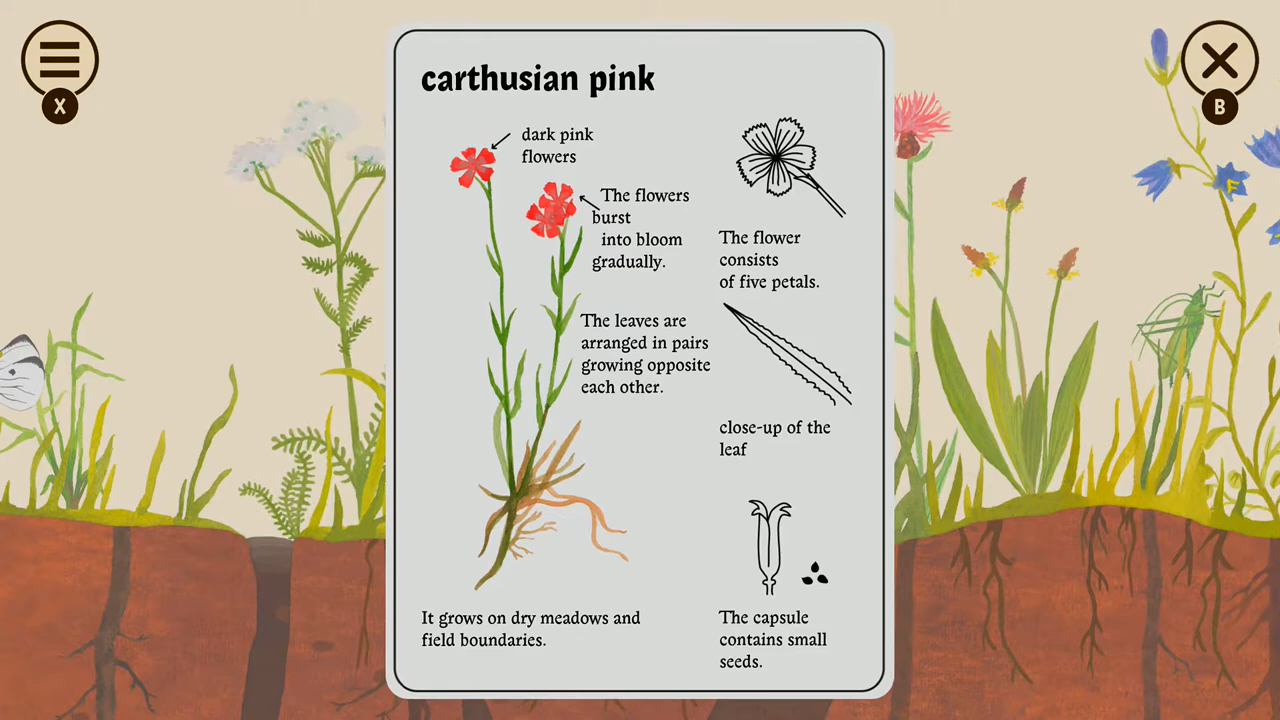 carthusian pink
X
B
dark pink
flowers
The flowers
burst
into bloom
gradually.
The flower
consists
of five petals.
The leaves are
arranged in pairs
growing opposite
each other.
close-up of the
leaf
It grows on dry meadows and
field boundaries.
The capsule
contains small
seeds.